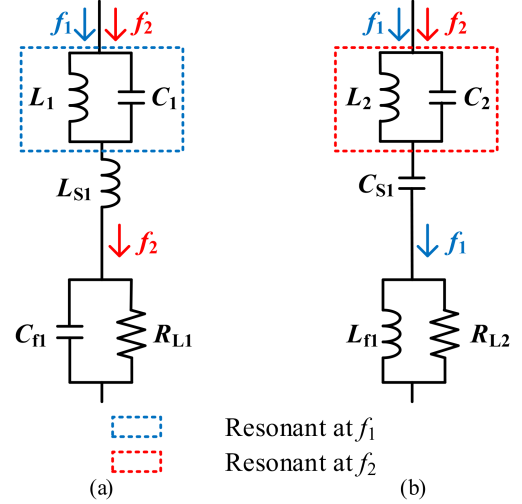 f1 f2 f1 f2
L1 C1 L2 C2
LS1 CS1
f2 f1
Cf1 RL1 Lf1 RL2
Resonant at f1
Resonant at f2
(a) (b)